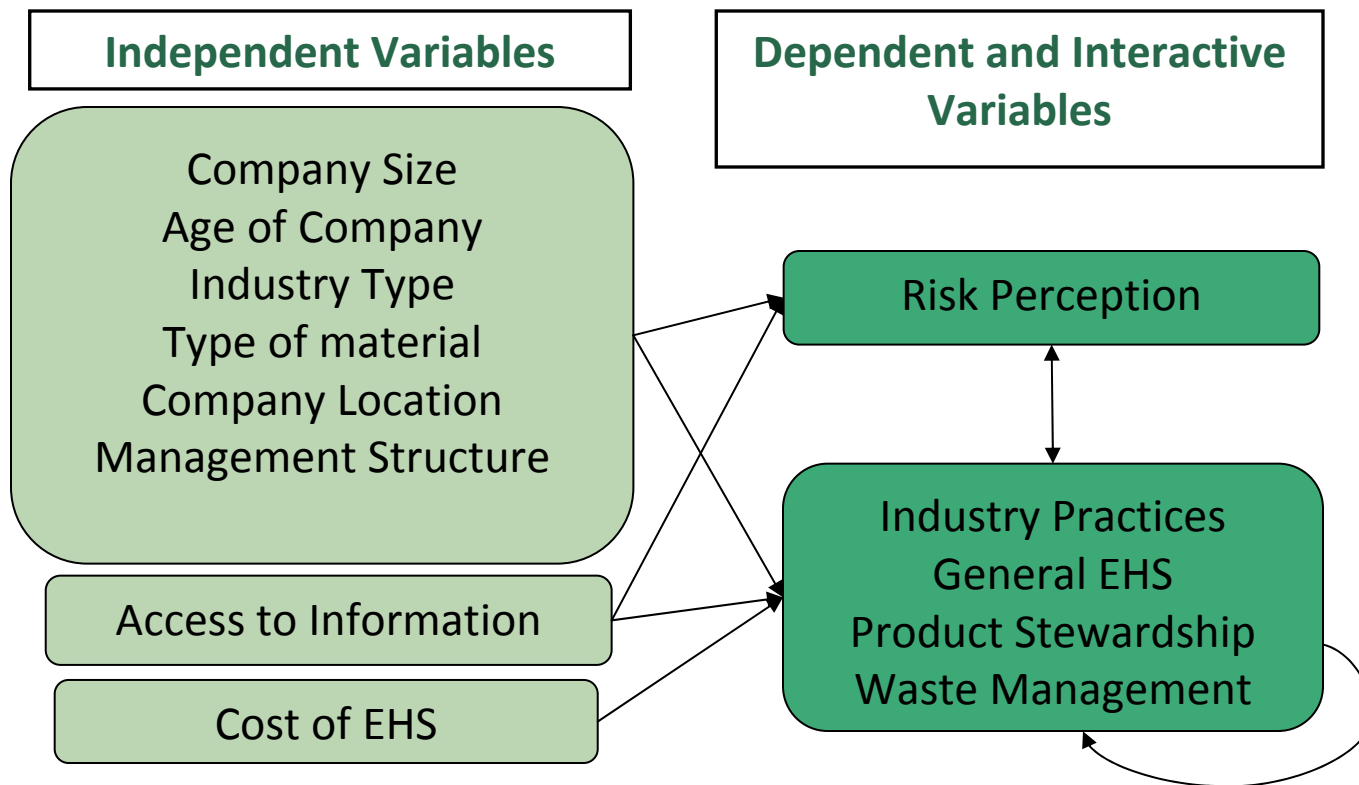 Independent Variables
Dependent and Interactive
Variables
Company Size
Age of Company
Industry Type
Type of material
Company Location
Management Structure
Access to Information
Cost of EHS
Risk Perception
Industry Practices
General EHS
Product Stewardship
Waste Management